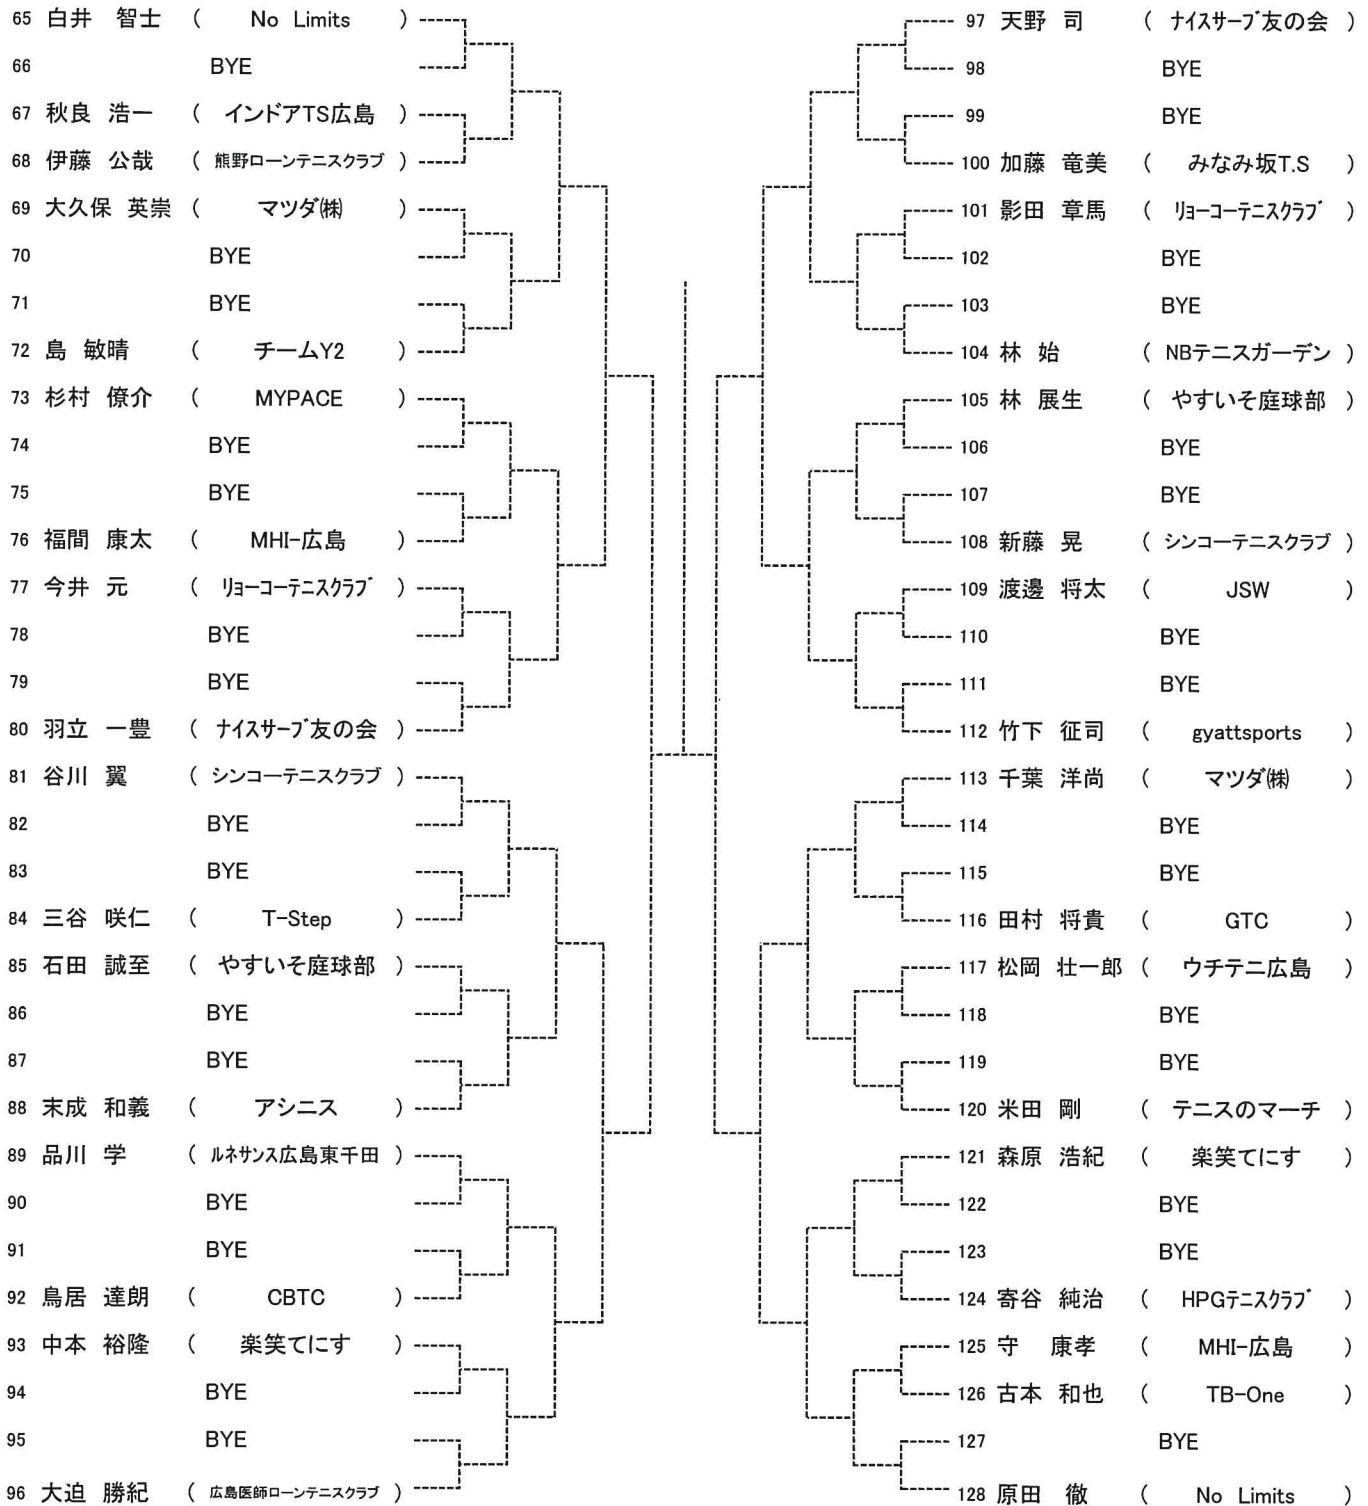 65 白井 智士 ( No Limits )
66 BYE
67 秋良 浩一 ( インドアTS広島 )
68 伊藤 公哉 ( 熊野ローンテニスクラブ )
69 大久保 英崇 ( マツダ㈱ )
70 BYE
71 BYE
72 島 敏晴 ( チームY2 )
73 杉村 僚介 ( MYPACE )
74 BYE
75 BYE
76 福間 康太 ( MHI-広島 )
77 今井 元 ( ﾘｮｰｺｰﾃﾆｽｸﾗﾌﾞ )
78 BYE
79 BYE
80 羽立 一豊 ( ﾅｲｽｻｰﾌﾞ友の会 )
81 谷川 翼 ( シンコーテニスクラブ )
82 BYE
83 BYE
84 三谷 咲仁 ( T-Step )
85 石田 誠至 ( やすいそ庭球部 )
86 BYE
87 BYE
88 末成 和義 ( アシニス )
89 品川 学 ( ﾙﾈｻﾝｽ広島東千田 )
90 BYE
91 BYE
92 鳥居 達朗 ( CBTC )
93 中本 裕隆 ( 楽笑てにす )
94 BYE
95 BYE
96 大迫 勝紀 ( 広島医師ローンテニスクラブ )
97 天野 司 ( ﾅｲｽｻｰﾌﾞ友の会 )
98 BYE
99 BYE
100 加藤 竜美 ( みなみ坂T.S )
101 影田 章馬 ( ﾘｮｰｺｰﾃﾆｽｸﾗﾌﾞ )
102 BYE
103 BYE
104 林 始 ( NBテニスガーデン )
105 林 展生 ( やすいそ庭球部 )
106 BYE
107 BYE
108 新藤 晃 ( シンコーテニスクラブ )
109 渡邊 将太 ( JSW )
110 BYE
111 BYE
112 竹下 征司 ( gyattsports )
113 千葉 洋尚 ( マツダ㈱ )
114 BYE
115 BYE
116 田村 将貴 ( GTC )
117 松岡 壮一郎 ( ウチテニ広島 )
118 BYE
119 BYE
120 米田 剛 ( テニスのマーチ )
121 森原 浩紀 ( 楽笑てにす )
122 BYE
123 BYE
124 寄谷 純治 ( HPGﾃﾆｽｸﾗﾌﾞ )
125 守 康孝 ( MHI-広島 )
126 古本 和也 ( TB-One )
127 BYE
128 原田 徹 ( No Limits )